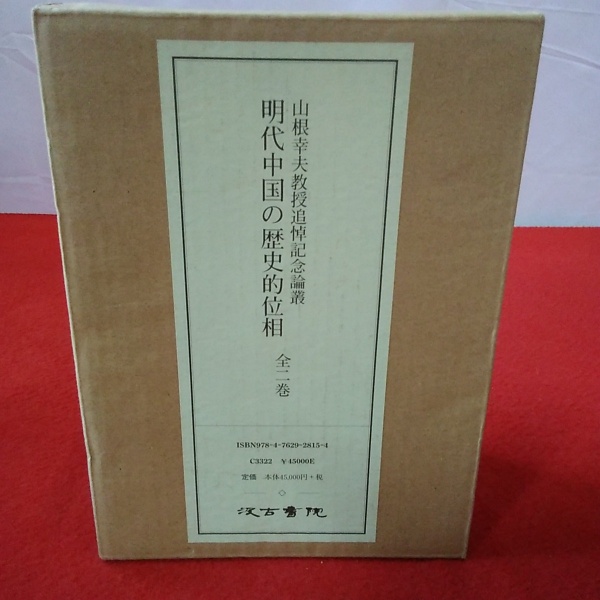 山根幸夫教授追悼記念論叢
明代中国の歴史的位相
全二巻
ISBN978-4-7629-2815-4
C3322 ￥45000E
定価 本体45,000円+税
汲古書院